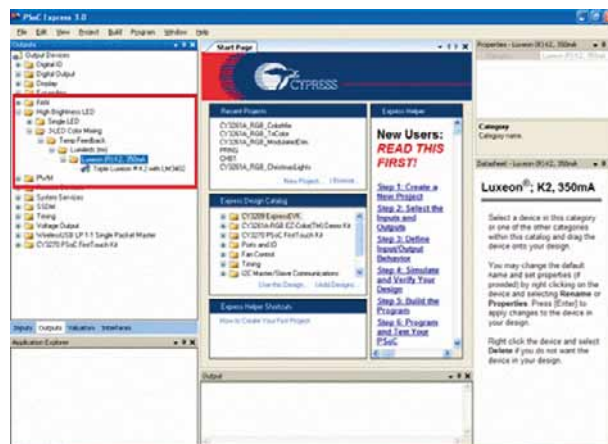 PSoC Express 3.0
File Edit View Project Build Program Window Help
Outputs
Output Devices
Digital IO
Digital Output
Display
FAN
High Brightness LED
Single LED
3-LED Color Mixing
Temp Feedback
Lumileds (tm)
Luxeon (R) K2, 350mA
Triple Luxeon K2 with LM3402
PWM
System Services
SSDM
Timing
Voltage Output
WirelessUSB LP 1-1 Single Packet Master
CY3270 PSoC FirstTouch Kit
Inputs Outputs Valuators Interfaces
Application Explorer
Start Page
CYPRESS
Recent Projects
CY3261A_RGB_ColorMix
CY3261A_RGB_TriColor
CY3261A_RGB_ChristmasLights
New Project...
Express Design Catalog
CY3209 ExpressEVK
CY3261A-RGB EZ-Color(TM) Demo Kit
CY3270 PSoC FirstTouch Kit
Ports and IO
Fan Control
Timing
I2C Master/Slave Communications
Express Helper Shortcuts
How to Create Your First Project
Express Helper
New Users:
READ THIS
FIRST!
Step 1: Create a
New Project
Step 2: Select the
Inputs and
Outputs
Step 3: Define
Input/Output
Behavior
Step 4: Simulate
and Verify Your
Design
Step 5: Build the
Program
Step 6: Program
and Test Your
PSoC
Output
Properties - Luxeon (R) K2, 350mA
Category
Category name.
Datasheet - Luxeon (R) K2, 350mA
Luxeon®; K2, 350mA
Select a device in this category
or one of the other categories
within this catalog and drag the
device onto your design.
You may change the default
name and set properties (if
provided) by right clicking on the
device and selecting Rename or
Properties. Press [Enter] to
apply changes to the device in
your design.
Right click the device and select
Delete if you do not want the
device in your design.